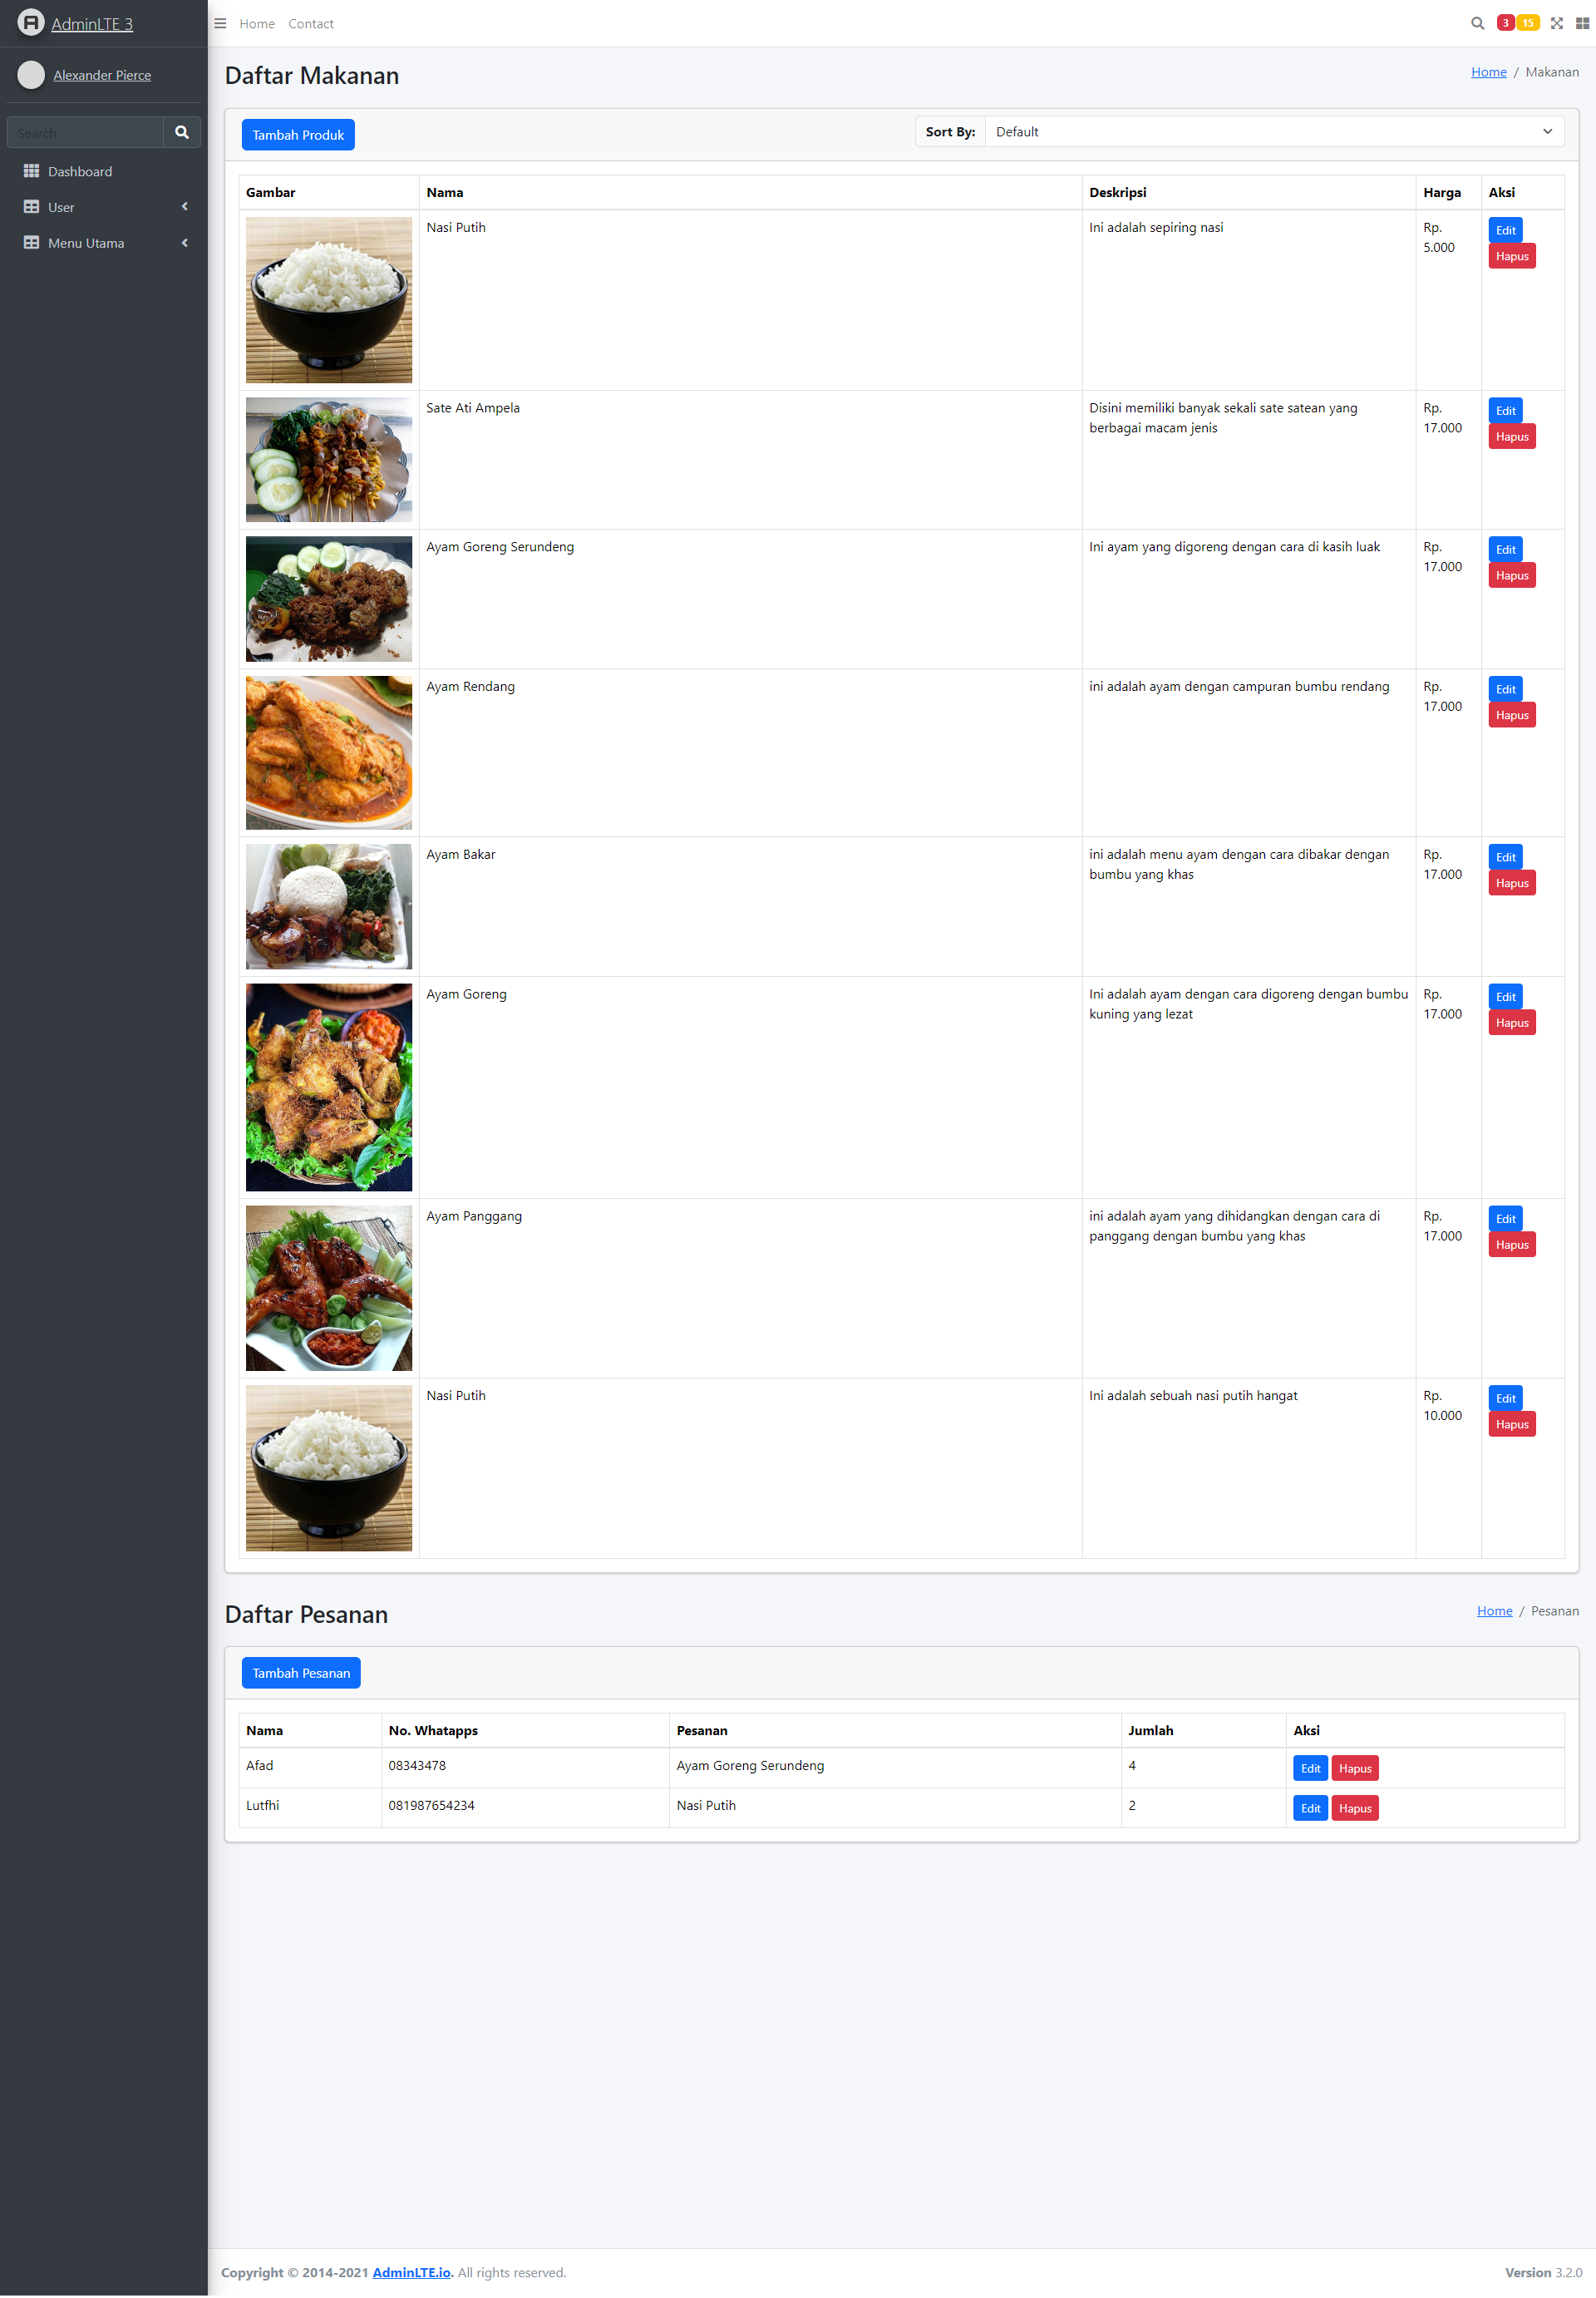 AdminLTE 3
Home
Contact
3
15
Alexander Pierce
Search
Dashboard
User
Menu Utama
Daftar Makanan
Home / Makanan
Tambah Produk
Sort By:
Default
Gambar
Nama
Deskripsi
Harga
Aksi
Nasi Putih
Ini adalah sepiring nasi
Rp.
5.000
Edit
Hapus
Sate Ati Ampela
Disini memiliki banyak sekali sate satean yang
berbagai macam jenis
Rp.
17.000
Edit
Hapus
Ayam Goreng Serundeng
Ini ayam yang digoreng dengan cara di kasih luak
Rp.
17.000
Edit
Hapus
Ayam Rendang
ini adalah ayam dengan campuran bumbu rendang
Rp.
17.000
Edit
Hapus
Ayam Bakar
ini adalah menu ayam dengan cara dibakar dengan
bumbu yang khas
Rp.
17.000
Edit
Hapus
Ayam Goreng
Ini adalah ayam dengan cara digoreng dengan bumbu
kuning yang lezat
Rp.
17.000
Edit
Hapus
Ayam Panggang
ini adalah ayam yang dihidangkan dengan cara di
panggang dengan bumbu yang khas
Rp.
17.000
Edit
Hapus
Nasi Putih
Ini adalah sebuah nasi putih hangat
Rp.
10.000
Edit
Hapus
Daftar Pesanan
Home / Pesanan
Tambah Pesanan
Nama
No. Whatapps
Pesanan
Jumlah
Aksi
Afad
08343478
Ayam Goreng Serundeng
4
Edit
Hapus
Lutfhi
081987654234
Nasi Putih
2
Edit
Hapus
Copyright © 2014-2021 AdminLTE.io. All rights reserved.
Version 3.2.0